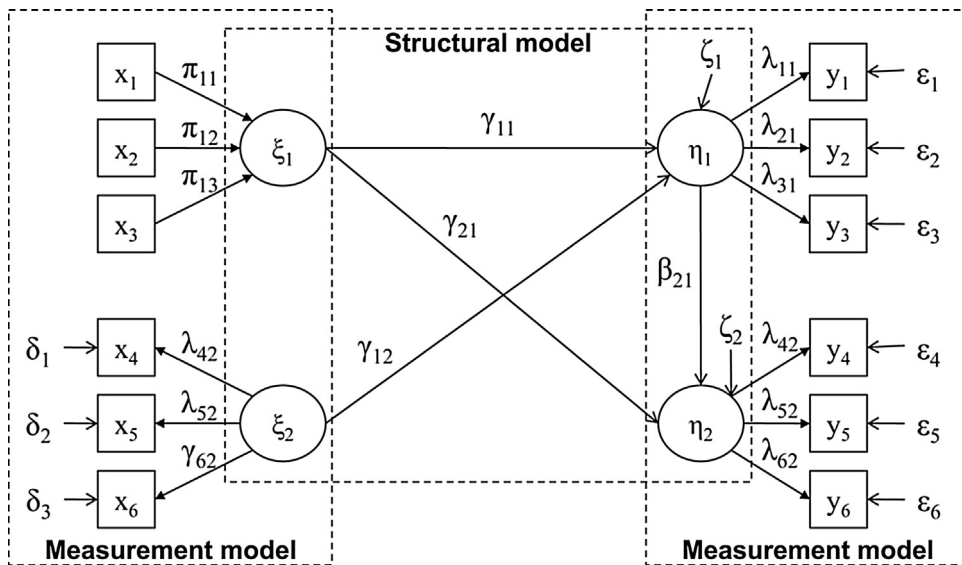 Structural model
x₁
π₁₁
x₂
π₁₂
x₃
π₁₃
ξ₁
γ₁₁
γ₂₁
ζ₁
η₁
λ₁₁
y₁
ε₁
λ₂₁
y₂
ε₂
λ₃₁
y₃
ε₃
β₂₁
γ₁₂
δ₁
x₄
λ₄₂
δ₂
x₅
λ₅₂
δ₃
x₆
γ₆₂
ξ₂
ζ₂
η₂
λ₄₂
y₄
ε₄
λ₅₂
y₅
ε₅
λ₆₂
y₆
ε₆
Measurement model
Measurement model